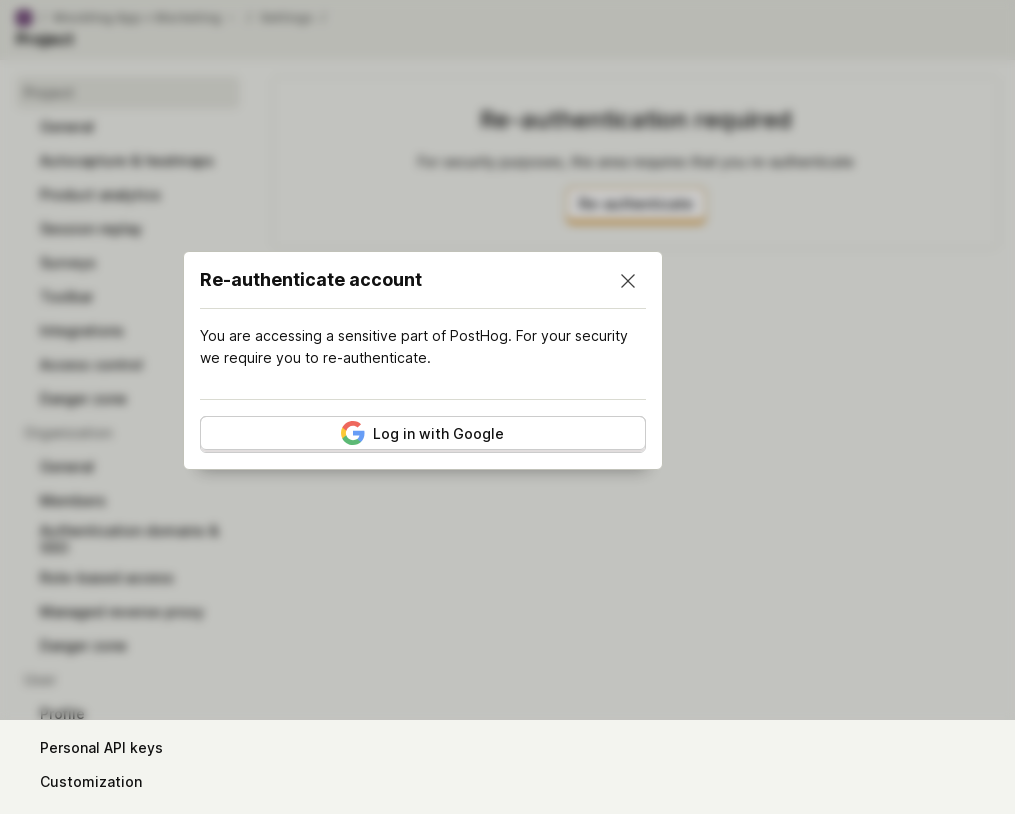 Settings
Project
Project
General
Autocapture & heatmaps
Product analytics
Session replay
Surveys
Toolbar
Integrations
Access control
Danger zone
Organization
General
Members
Authentication domains &
SSO
Role-based access
Managed reverse proxy
Danger zone
User
Profile
Personal API keys
Customization
Re-authentication required
For security purposes, this area requires that you re-authenticate.
Re-authenticate
Re-authenticate account
You are accessing a sensitive part of PostHog. For your security
we require you to re-authenticate.
Log in with Google